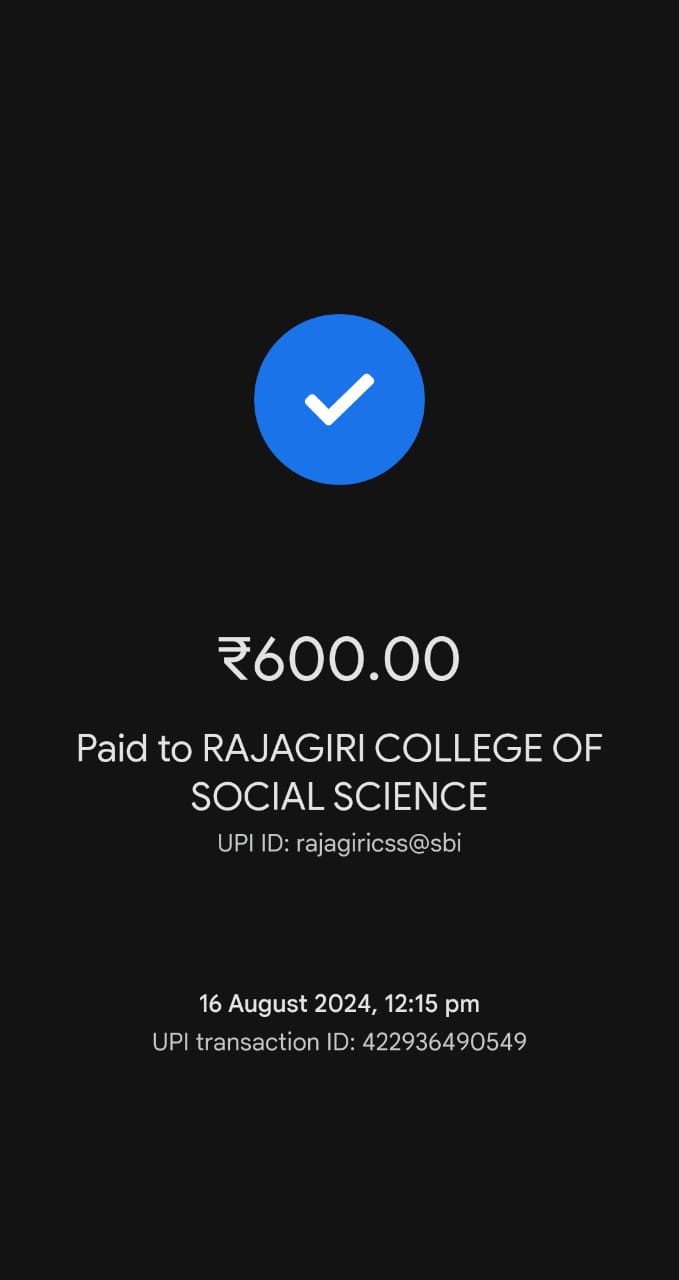 ₹600.00
Paid to RAJAGIRI COLLEGE OF
SOCIAL SCIENCE
UPI ID: rajagiricss@sbi
16 August 2024, 12:15 pm
UPI transaction ID: 422936490549